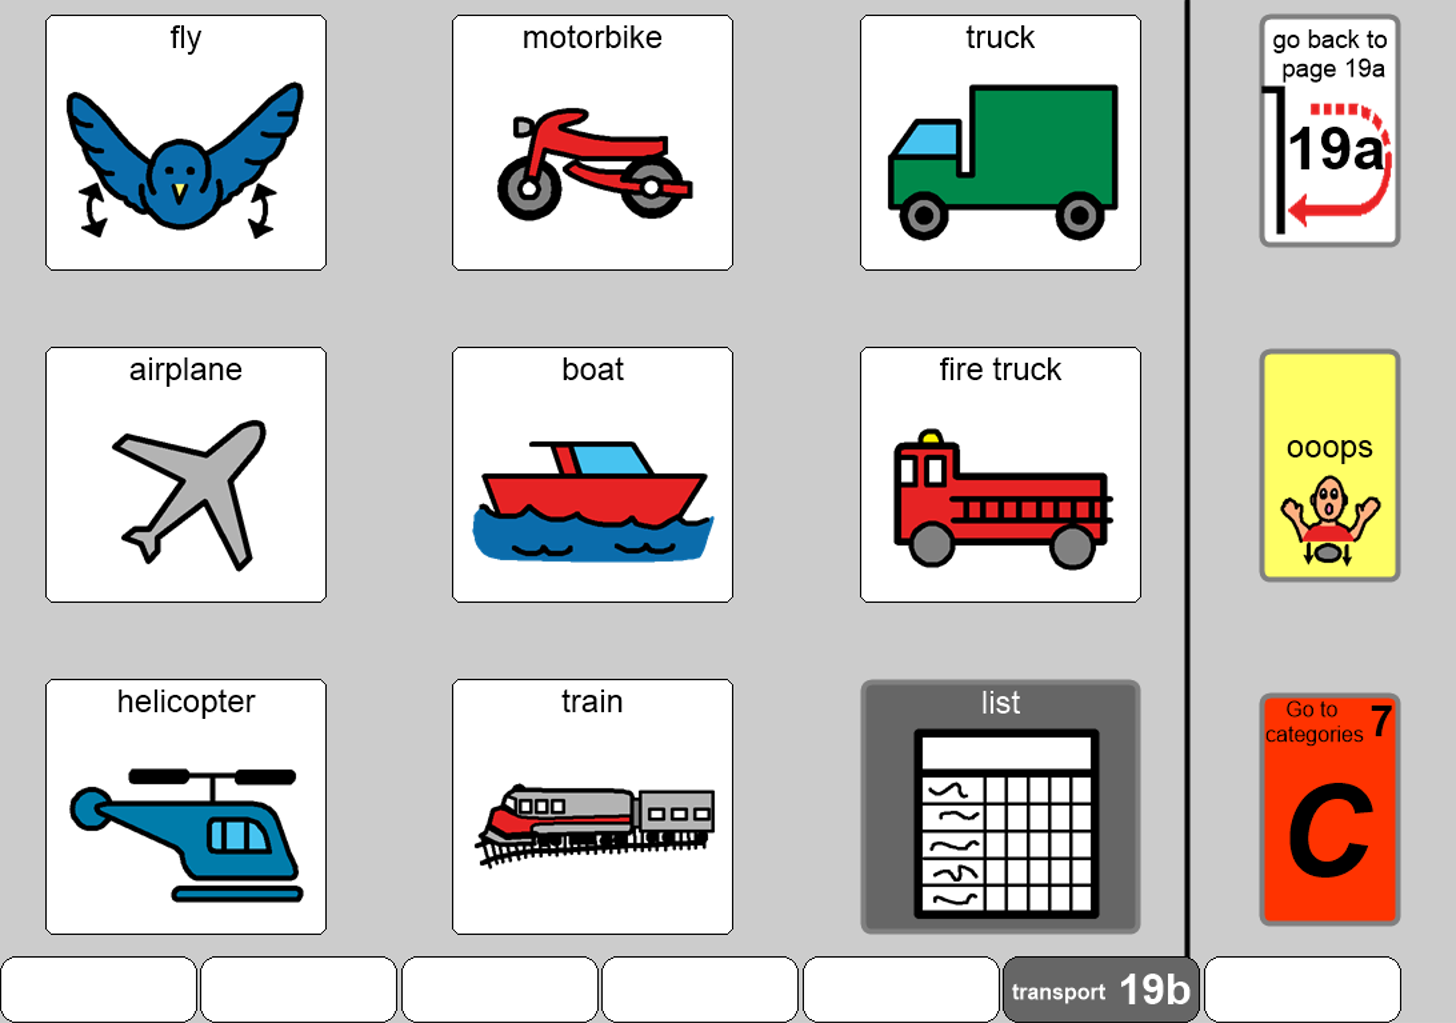 fly
motorbike
truck
go back to
page 19a
19a
airplane
boat
fire truck
ooops
helicopter
train
list
Go to
categories 7
C
transport 19b